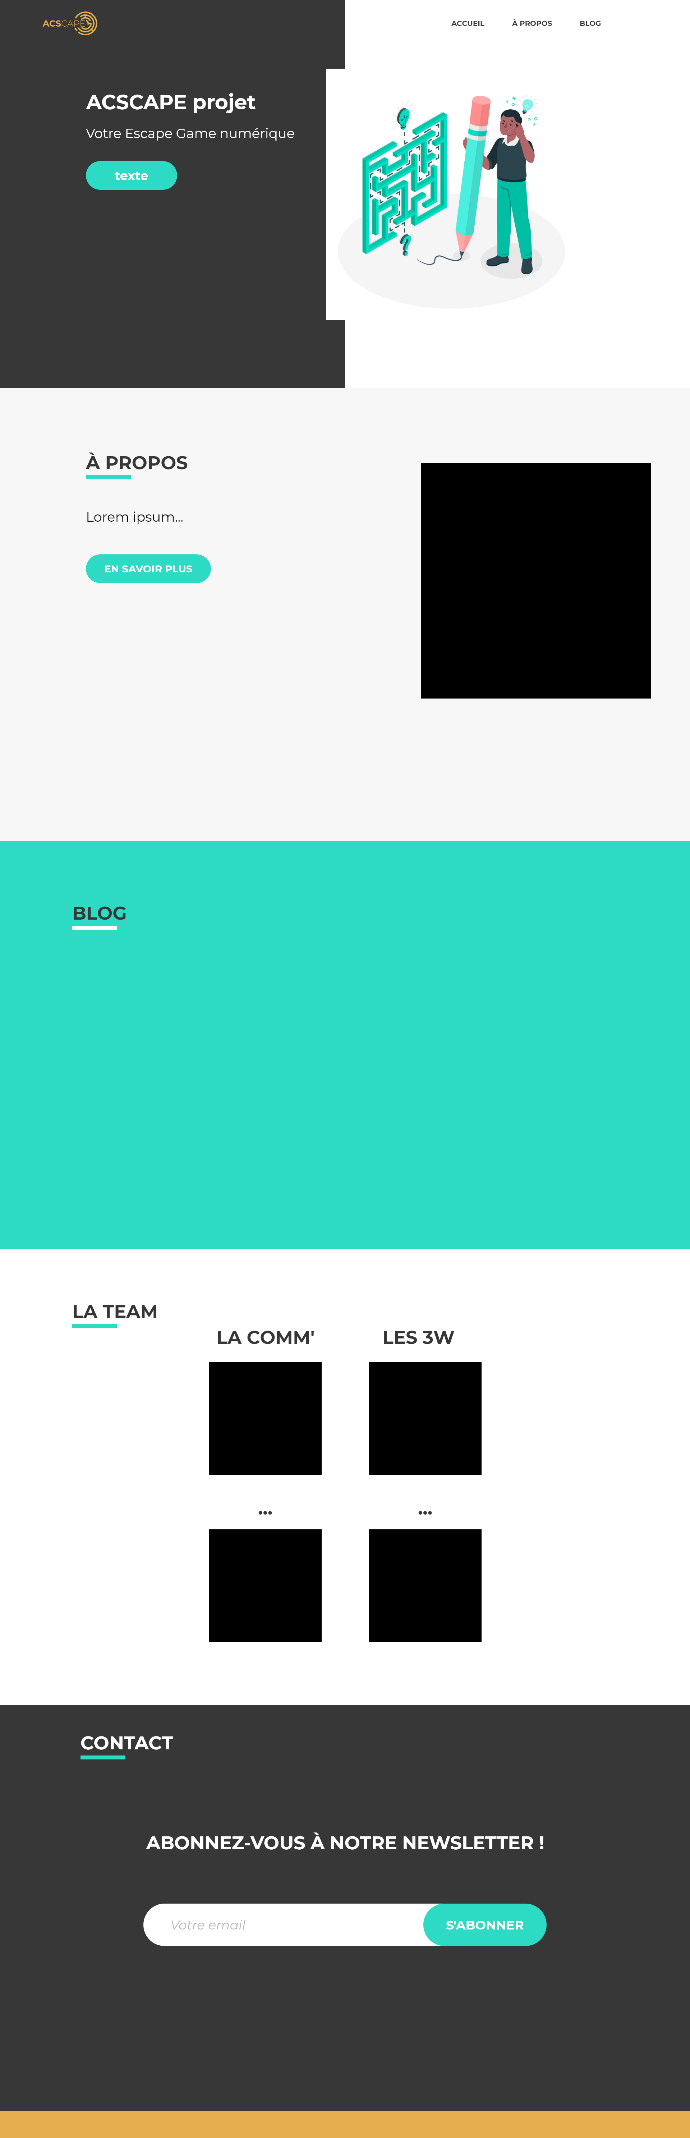 ACSCAPE
ACCUEIL
À PROPOS
BLOG
ACSCAPE projet
Votre Escape Game numérique
texte
À PROPOS
Lorem ipsum...
EN SAVOIR PLUS
BLOG
LA TEAM
LA COMM'
LES 3W
...
...
CONTACT
ABONNEZ-VOUS À NOTRE NEWSLETTER !
Votre email
S'ABONNER